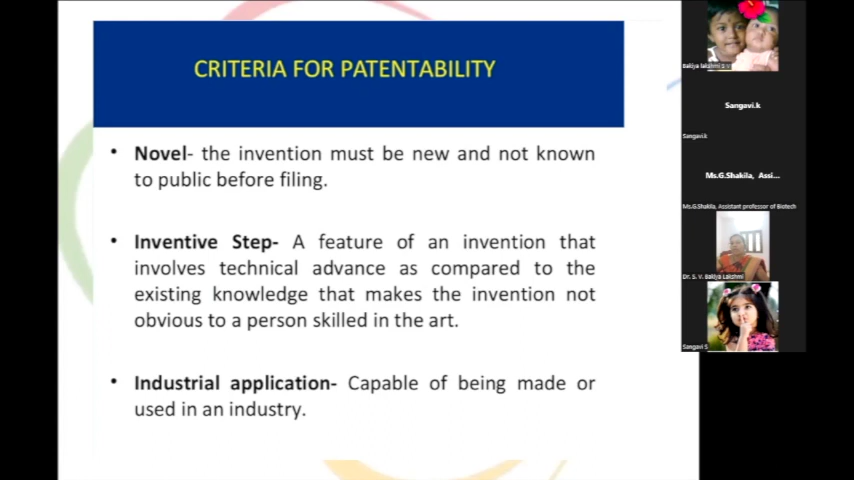 CRITERIA FOR PATENTABILITY
• Novel- the invention must be new and not known
to public before filing.
• Inventive Step- A feature of an invention that
involves technical advance as compared to the
existing knowledge that makes the invention not
obvious to a person skilled in the art.
• Industrial application- Capable of being made or
used in an industry.
Bakiya lakshmi S V
Sangavi.k
Sangavi.k
Ms.G.Shakila, Assi...
Ms.G.Shakila, Assistant professor of Biotech
Dr. S. V. Bakiya Lakshmi
Sangavi S